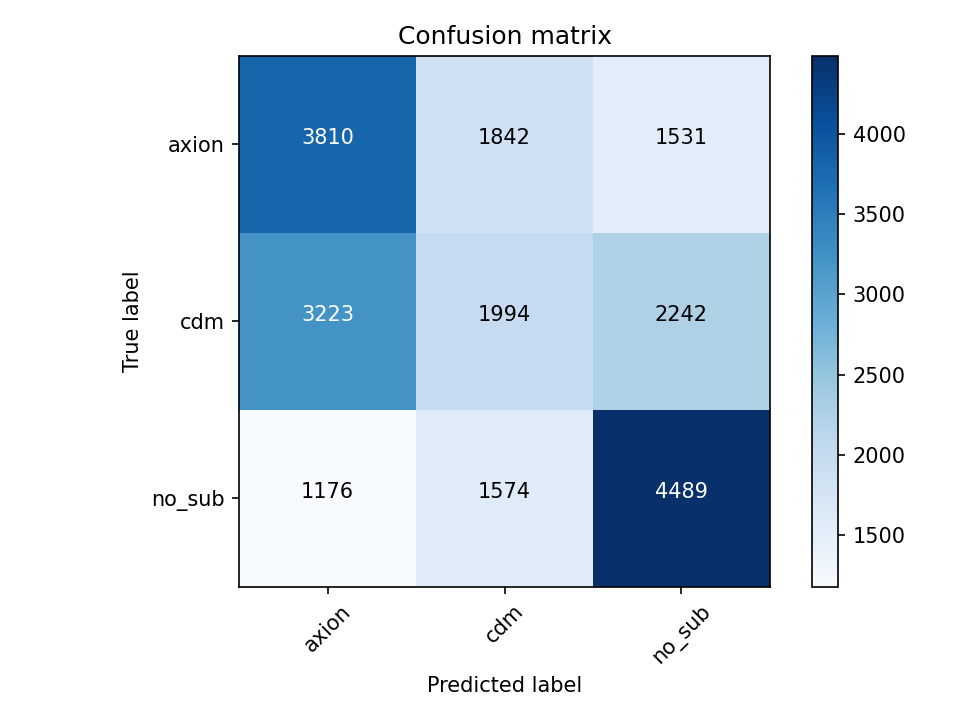 Confusion matrix
axion 3810 1842 1531
cdm 3223 1994 2242
no_sub 1176 1574 4489
axion cdm no_sub
True label
Predicted label
4000
3500
3000
2500
2000
1500